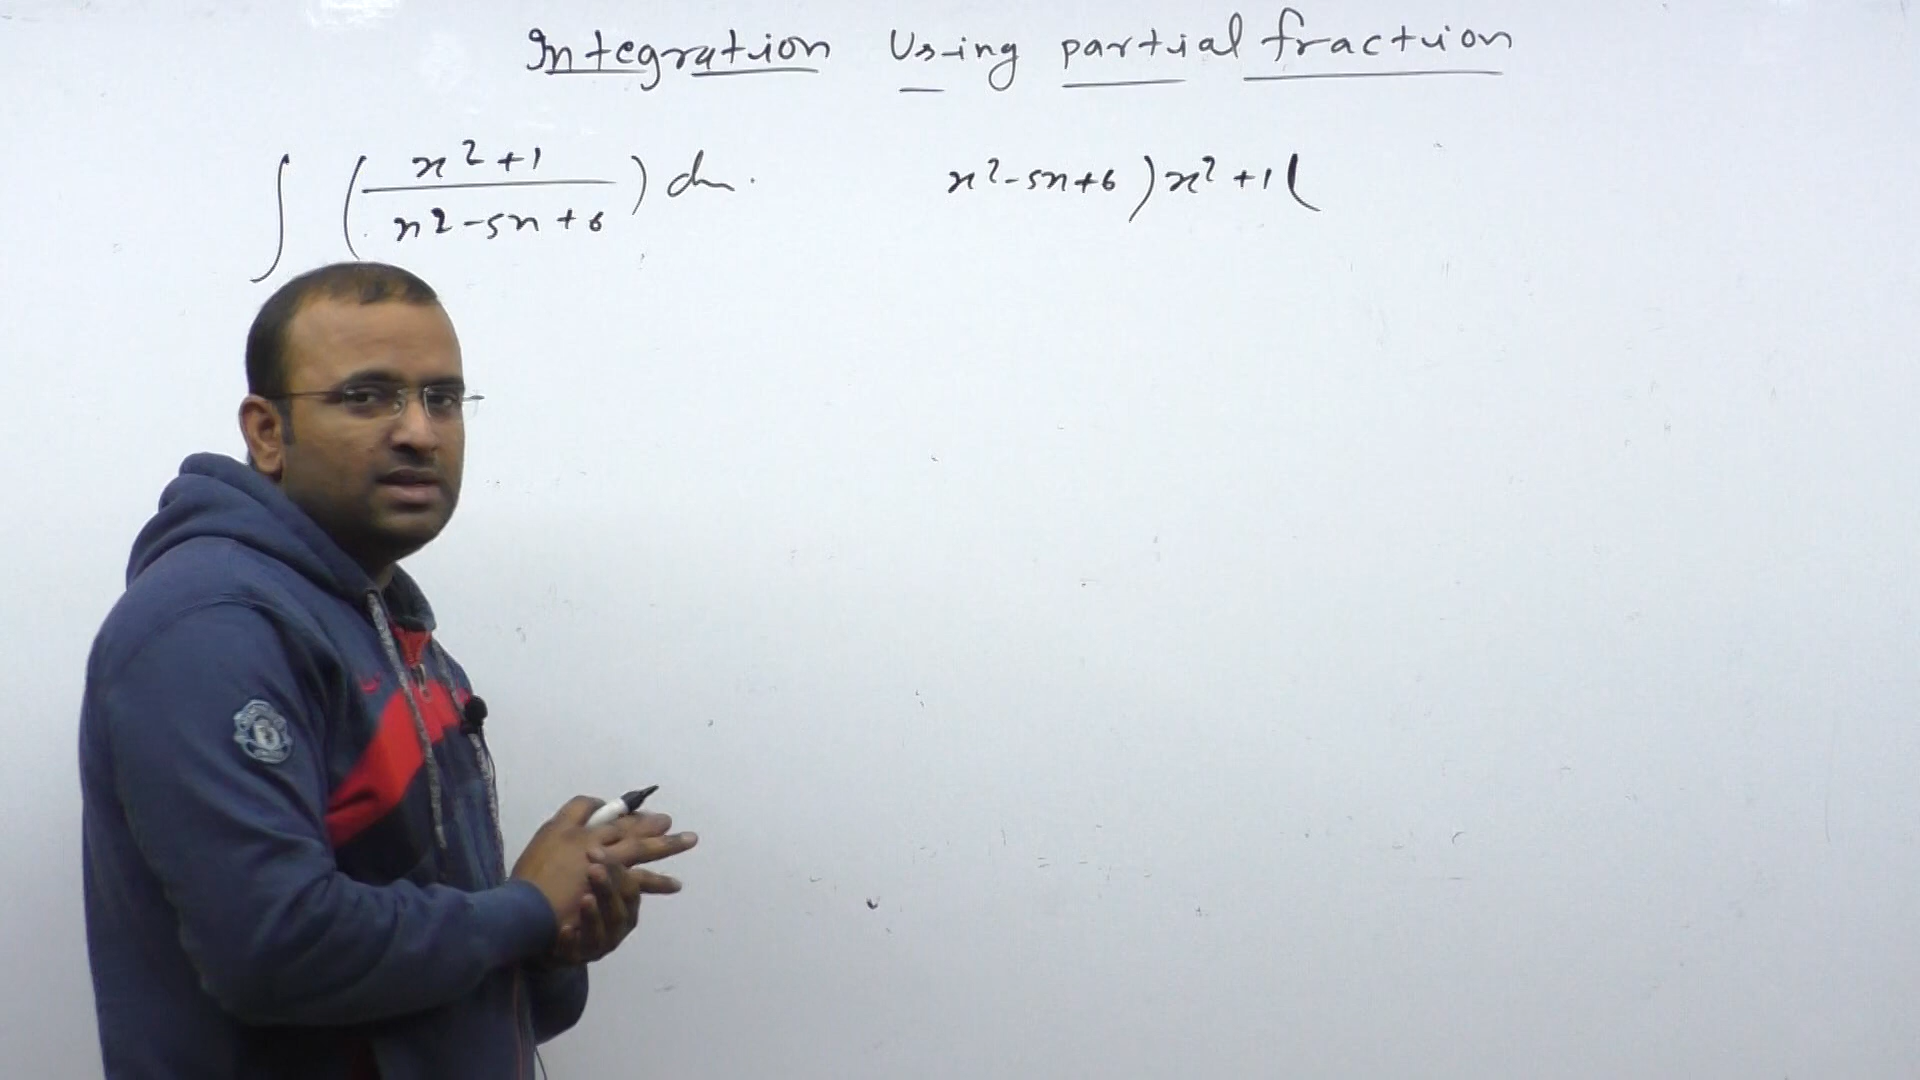 Integration Using partial fraction
∫ (x²+1 / x²-5x+6) dx.
x²-5x+6 ) x²+1 (